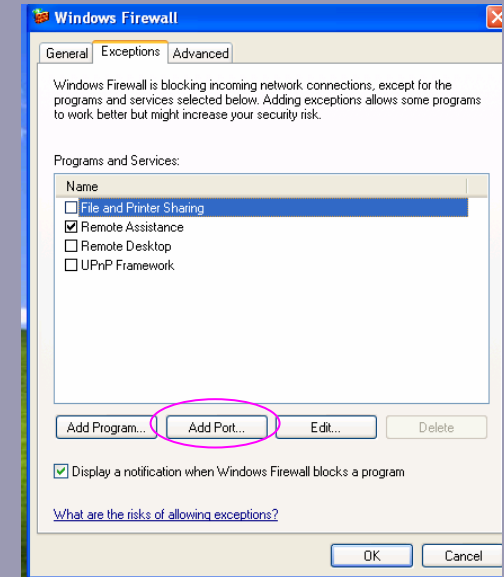 Windows Firewall
General Exceptions Advanced
Windows Firewall is blocking incoming network connections, except for the
programs and services selected below. Adding exceptions allows some programs
to work better but might increase your security risk.
Programs and Services:
Name
File and Printer Sharing
Remote Assistance
Remote Desktop
UPnP Framework
Add Program... Add Port... Edit... Delete
Display a notification when Windows Firewall blocks a program
What are the risks of allowing exceptions?
OK Cancel